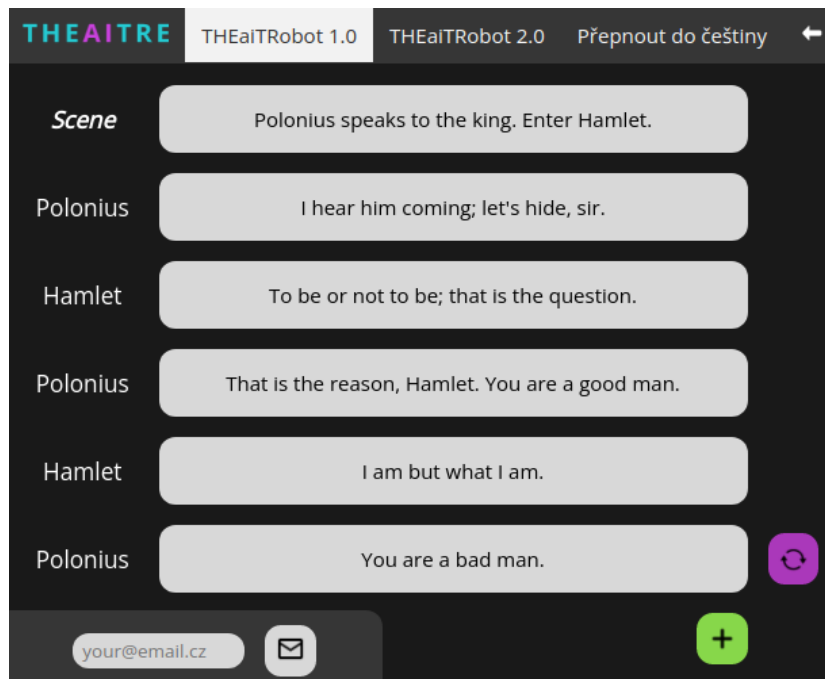 THEAITRE THEaiTRobot 1.0 THEaiTRobot 2.0 Přepnout do češtiny
Scene Polonius speaks to the king. Enter Hamlet.
Polonius I hear him coming; let's hide, sir.
Hamlet To be or not to be; that is the question.
Polonius That is the reason, Hamlet. You are a good man.
Hamlet I am but what I am.
Polonius You are a bad man.
your@email.cz